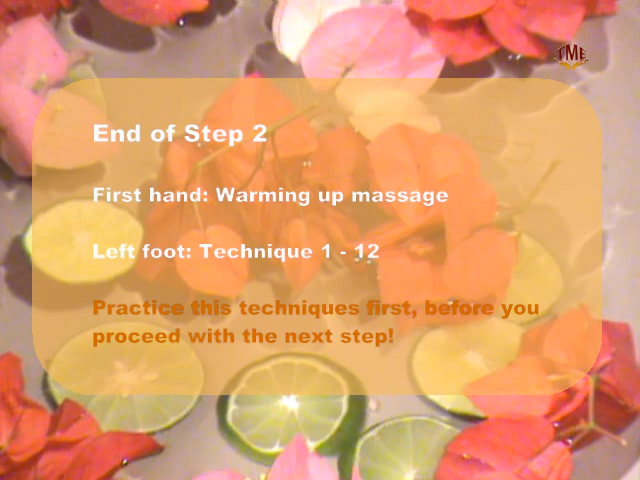 TME
End of Step 2
First hand: Warming up massage
Left foot: Technique 1 - 12
Practice this techniques first, before you
proceed with the next step!